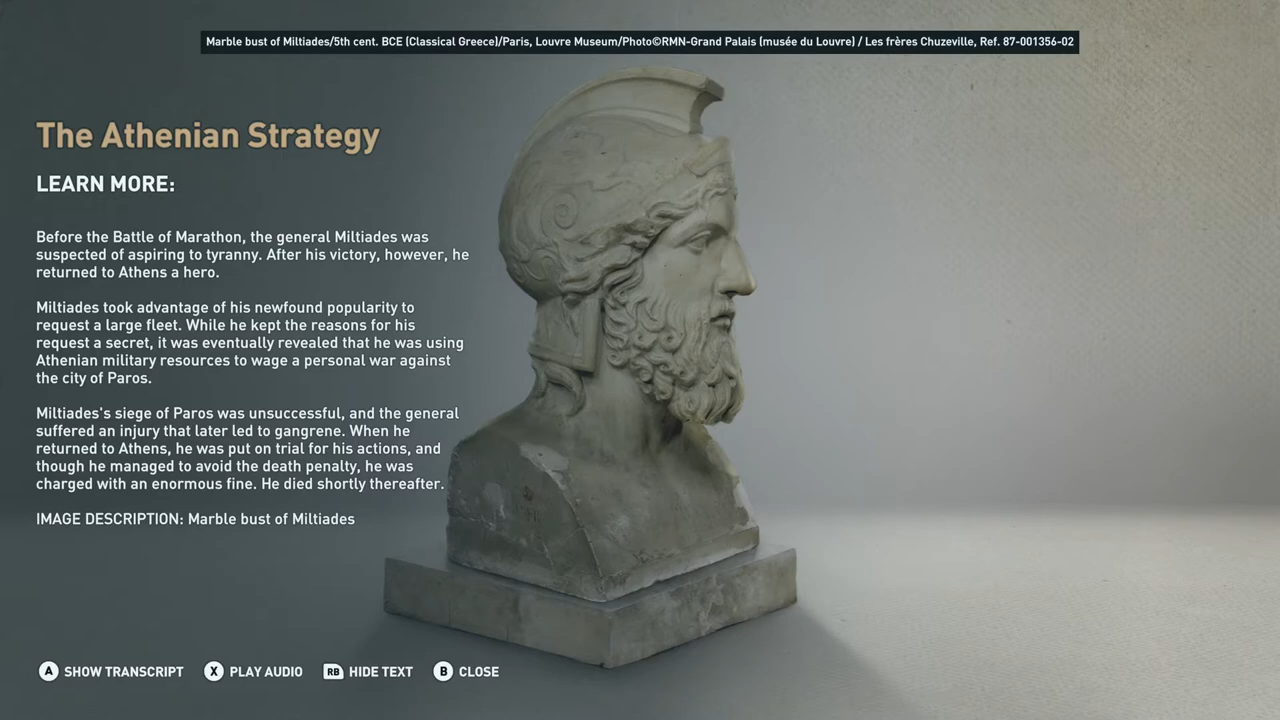 Marble bust of Miltiades/5th cent. BCE (Classical Greece)/Paris, Louvre Museum/Photo©RMN-Grand Palais (musée du Louvre) / Les frères Chuzeville, Ref. 87-001356-02
The Athenian Strategy
LEARN MORE:
Before the Battle of Marathon, the general Miltiades was
suspected of aspiring to tyranny. After his victory, however, he
returned to Athens a hero.
Miltiades took advantage of his newfound popularity to
request a large fleet. While he kept the reasons for his
request a secret, it was eventually revealed that he was using
Athenian military resources to wage a personal war against
the city of Paros.
Miltiades's siege of Paros was unsuccessful, and the general
suffered an injury that later led to gangrene. When he
returned to Athens, he was put on trial for his actions, and
though he managed to avoid the death penalty, he was
charged with an enormous fine. He died shortly thereafter.
IMAGE DESCRIPTION: Marble bust of Miltiades
A SHOW TRANSCRIPT X PLAY AUDIO RB HIDE TEXT B CLOSE